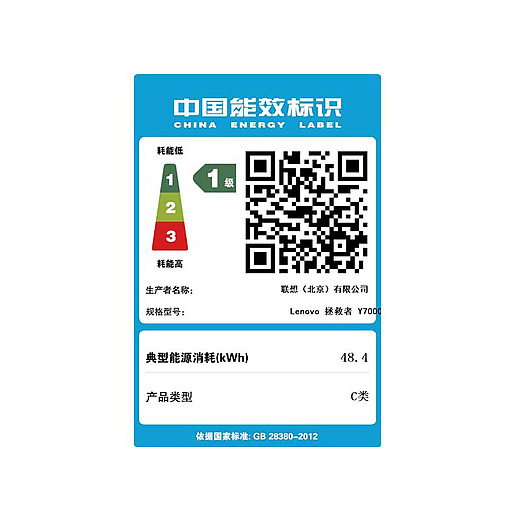 中国能效标识
CHINA ENERGY LABEL
耗能低
1
2
3
耗能高
1级
生产者名称： 联想（北京）有限公司
规格型号： Lenovo 拯救者 Y7000
典型能源消耗(kWh) 48.4
产品类型 C类
依据国家标准: GB 28380-2012